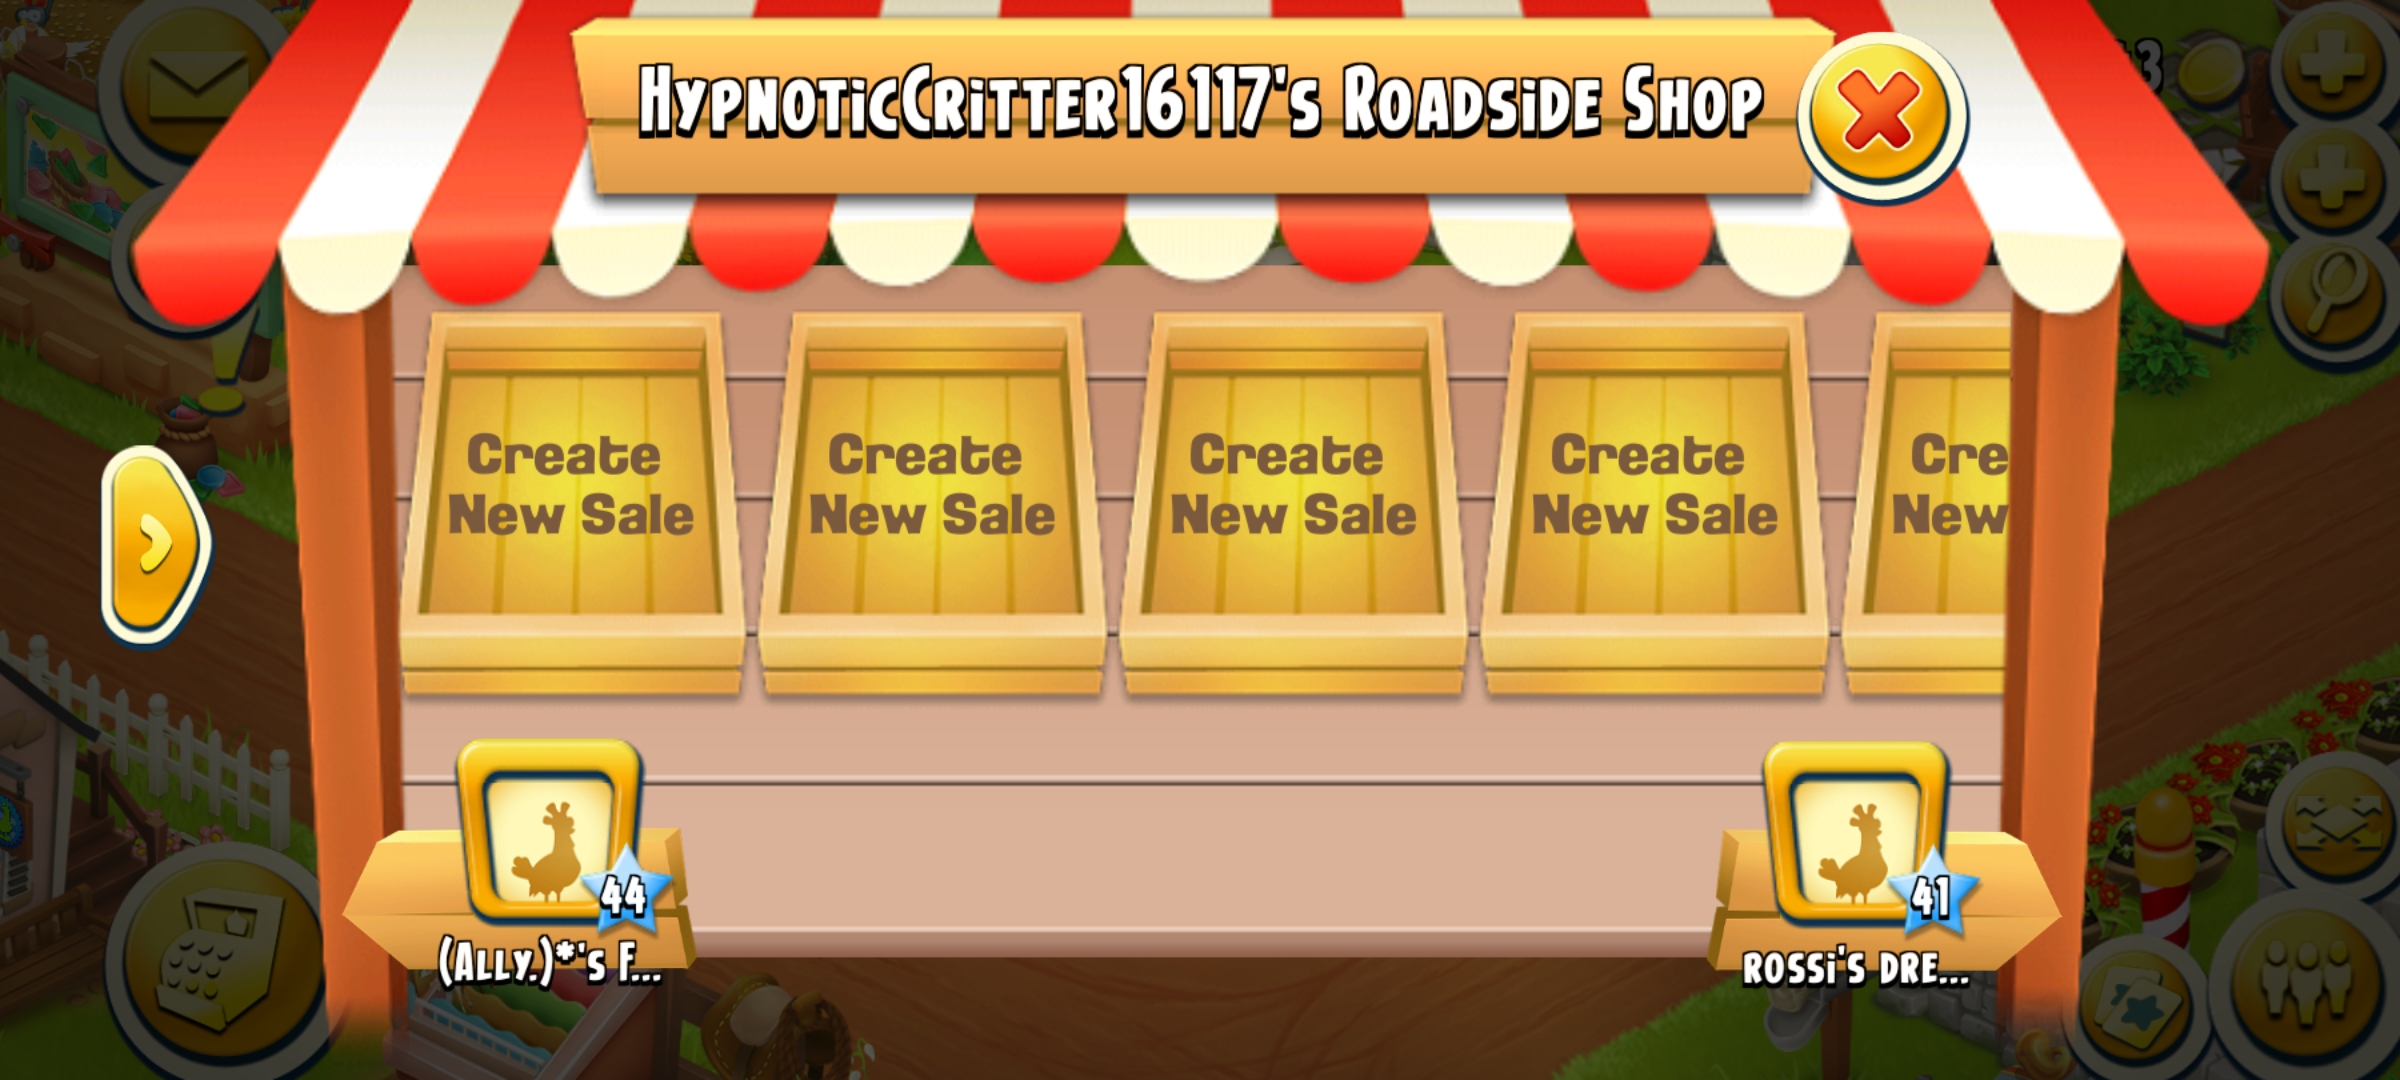 HypnoticCritter16117's Roadside Shop
Create
New Sale
Create
New Sale
Create
New Sale
Create
New Sale
Cre
New
44
(Ally.)*'s F...
41
ROSSi'S DRE...